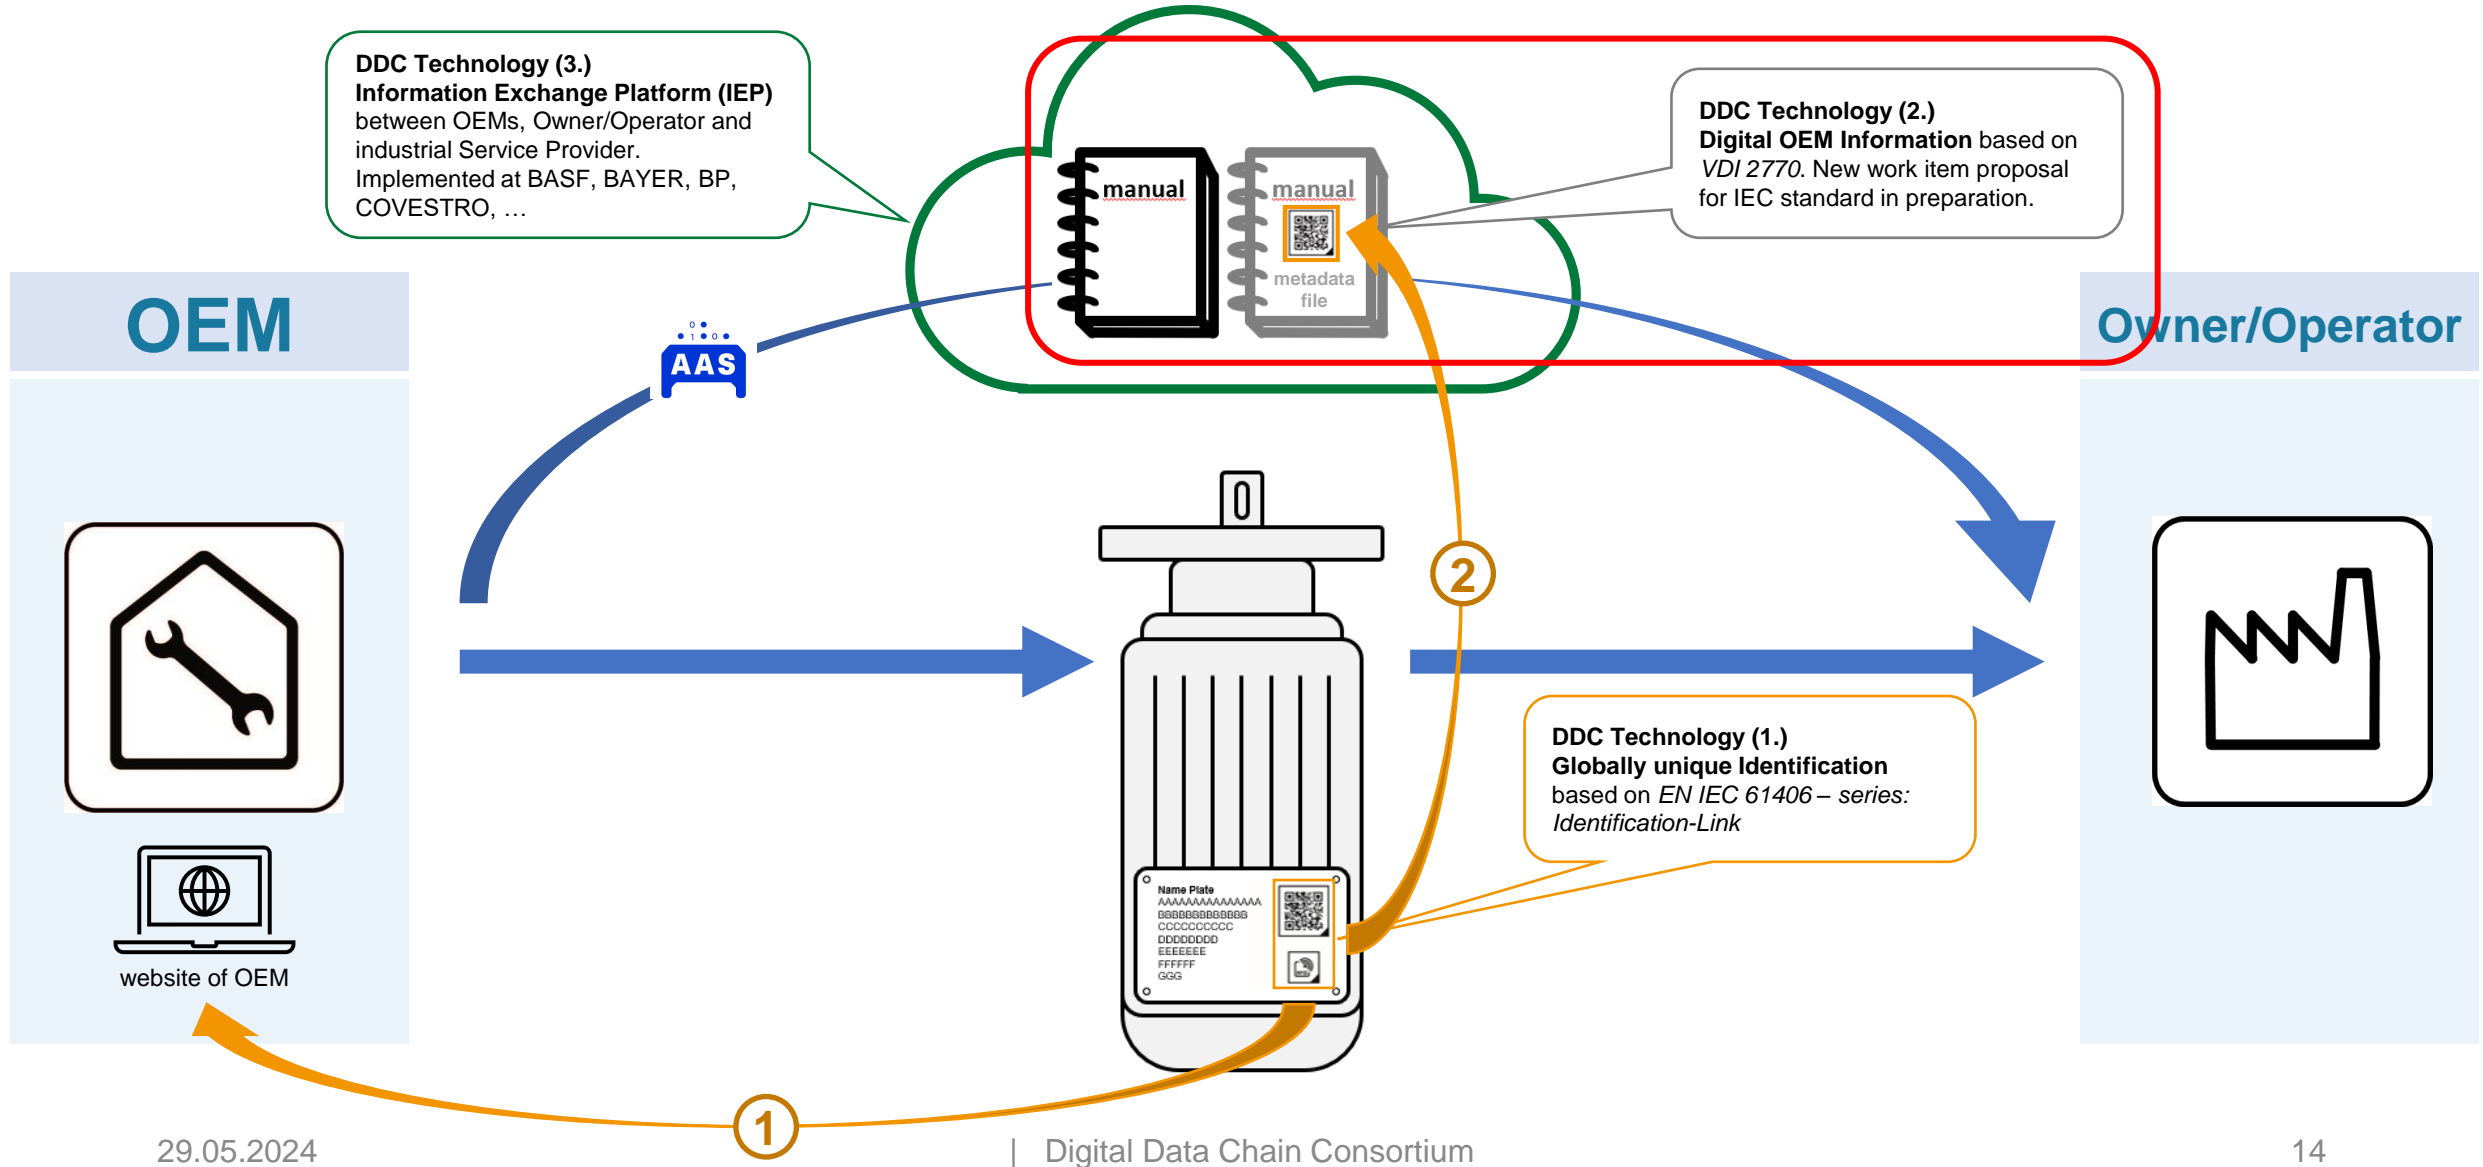 DDC Technology (3.)
Information Exchange Platform (IEP)
between OEMs, Owner/Operator and
industrial Service Provider.
Implemented at BASF, BAYER, BP,
COVESTRO, …
DDC Technology (2.)
Digital OEM Information based on
VDI 2770. New work item proposal
for IEC standard in preparation.
manual
manual
metadata
file
OEM
Owner/Operator
0
1 0
AAS
2
DDC Technology (1.)
Globally unique Identification
based on EN IEC 61406 – series:
Identification-Link
Name Plate
AAAAAAAAAAAAAAA
BBBBBBBBBBBBB
CCCCCCCCCC
DDDDDDDD
EEEEEEE
FFFFFF
GGG
website of OEM
1
29.05.2024
| Digital Data Chain Consortium
14